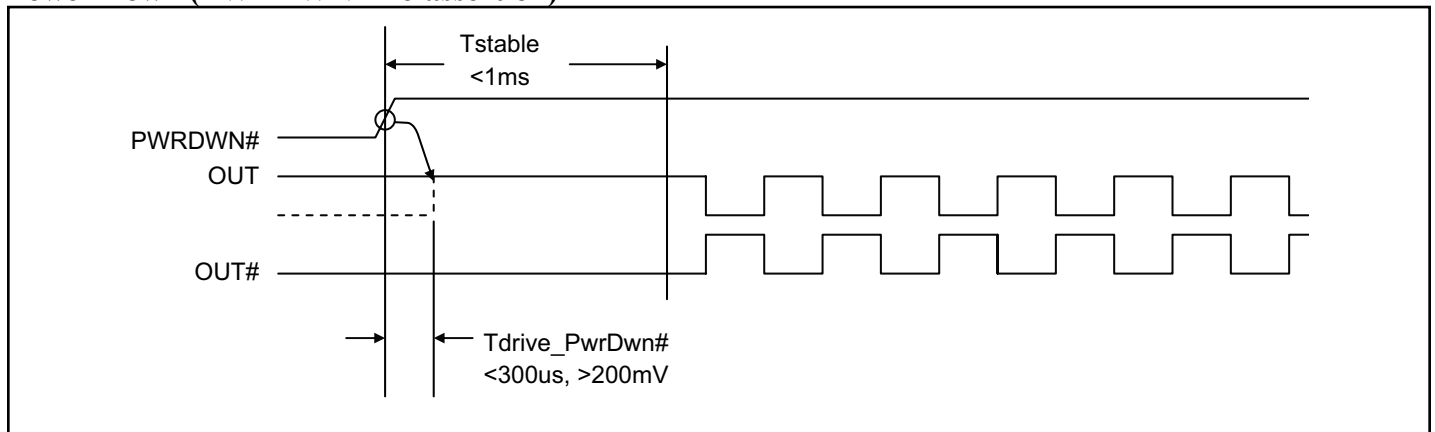 Tstable
<1ms
PWRDWN#
OUT
OUT#
Tdrive_PwrDwn#
<300us, >200mV